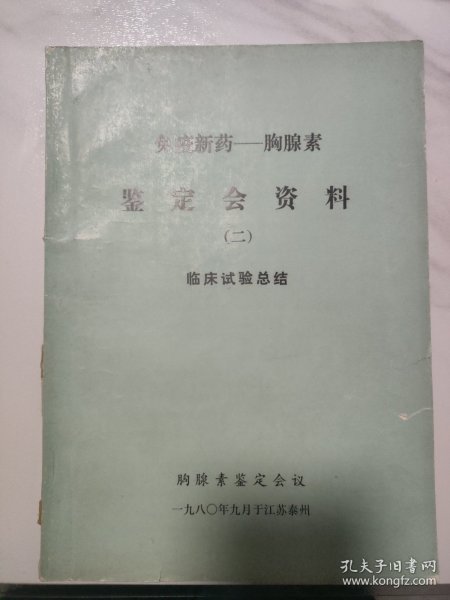 免疫新药——胸腺素
鉴定会资料
(二)
临床试验总结
胸腺素鉴定会议
一九八〇年九月于江苏泰州
孔夫子旧书网
www.kongfz.com